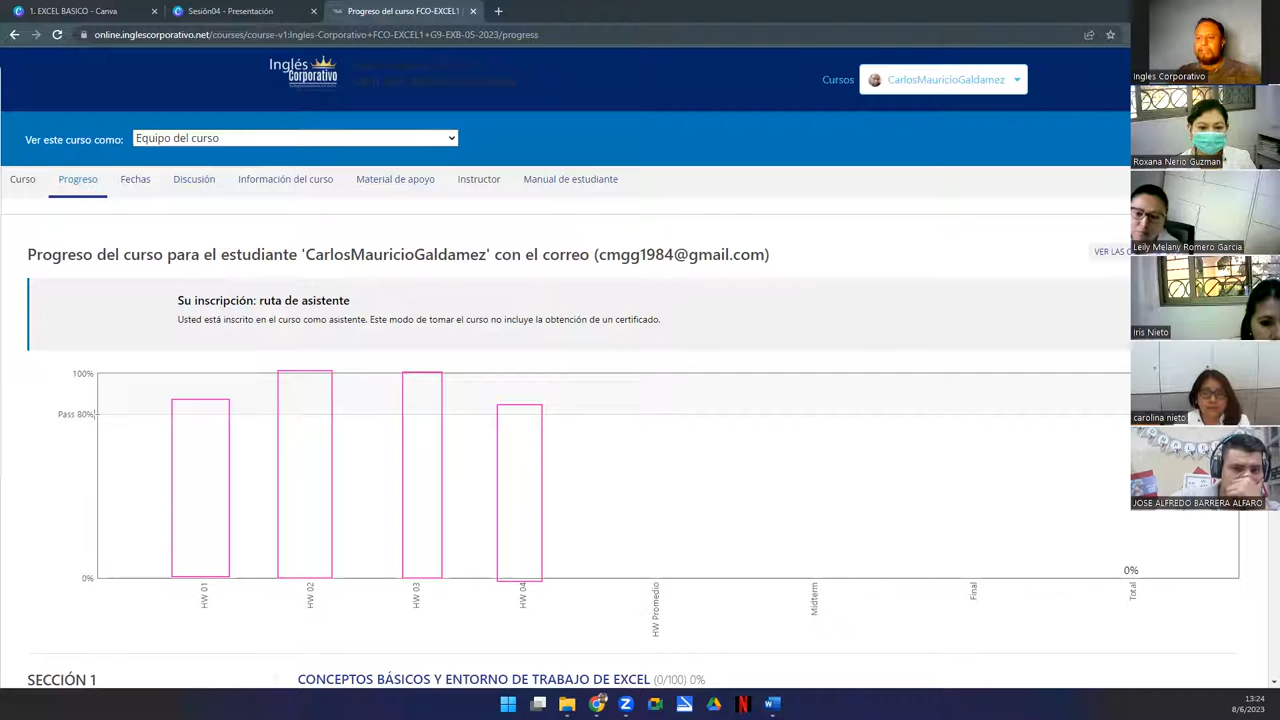 1. EXCEL BASICO - Canva
Sesión04 - Presentación
Progreso del curso FCO-EXCEL1
online.inglescorporativo.net/courses/course-v1:Ingles-Corporativo+FCO-EXCEL1+G9-EXB-05-2023/progress
Inglés
Corporativo
Cursos
CarlosMauricioGaldamez
Ver este curso como:
Equipo del curso
Curso
Progreso
Fechas
Discusión
Información del curso
Material de apoyo
Manual de estudiante
Progreso del curso para el estudiante 'CarlosMauricioGaldamez' con el correo (cmgg1984@gmail.com)
VER LAS
Su inscripción: ruta de asistente
Usted está inscrito en el curso como asistente. Este modo de tomar el curso no incluye la obtención de un certificado.
100%
Pass 80%
0%
0%
HW 01
HW 02
HW 03
HW 04
HW Promedio
Midterm
Final
Total
SECCIÓN 1
CONCEPTOS BÁSICOS Y ENTORNO DE TRABAJO DE EXCEL (0/100) 0%
Ingles Corporativo
Roxana Nerio Guzman
Leily Melany Romero Garcia
Iris Nieto
carolina nieto
JOSE ALFREDO BARRERA ALFARO
13:24
8/6/2023